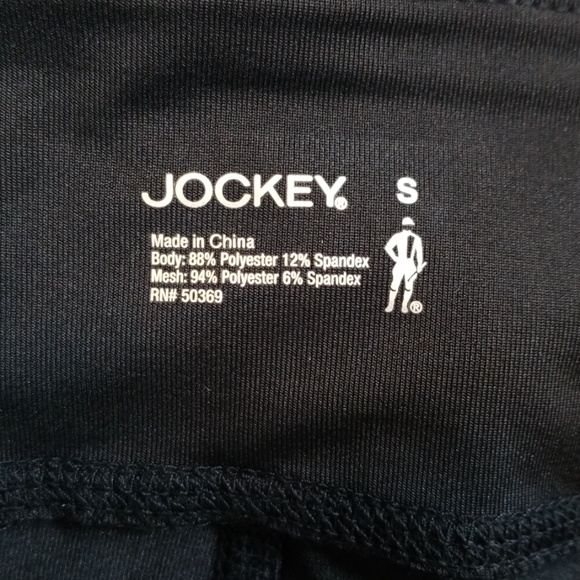 JOCKEY® S
Made in China
Body: 88% Polyester 12% Spandex
Mesh: 94% Polyester 6% Spandex
RN# 50369
®